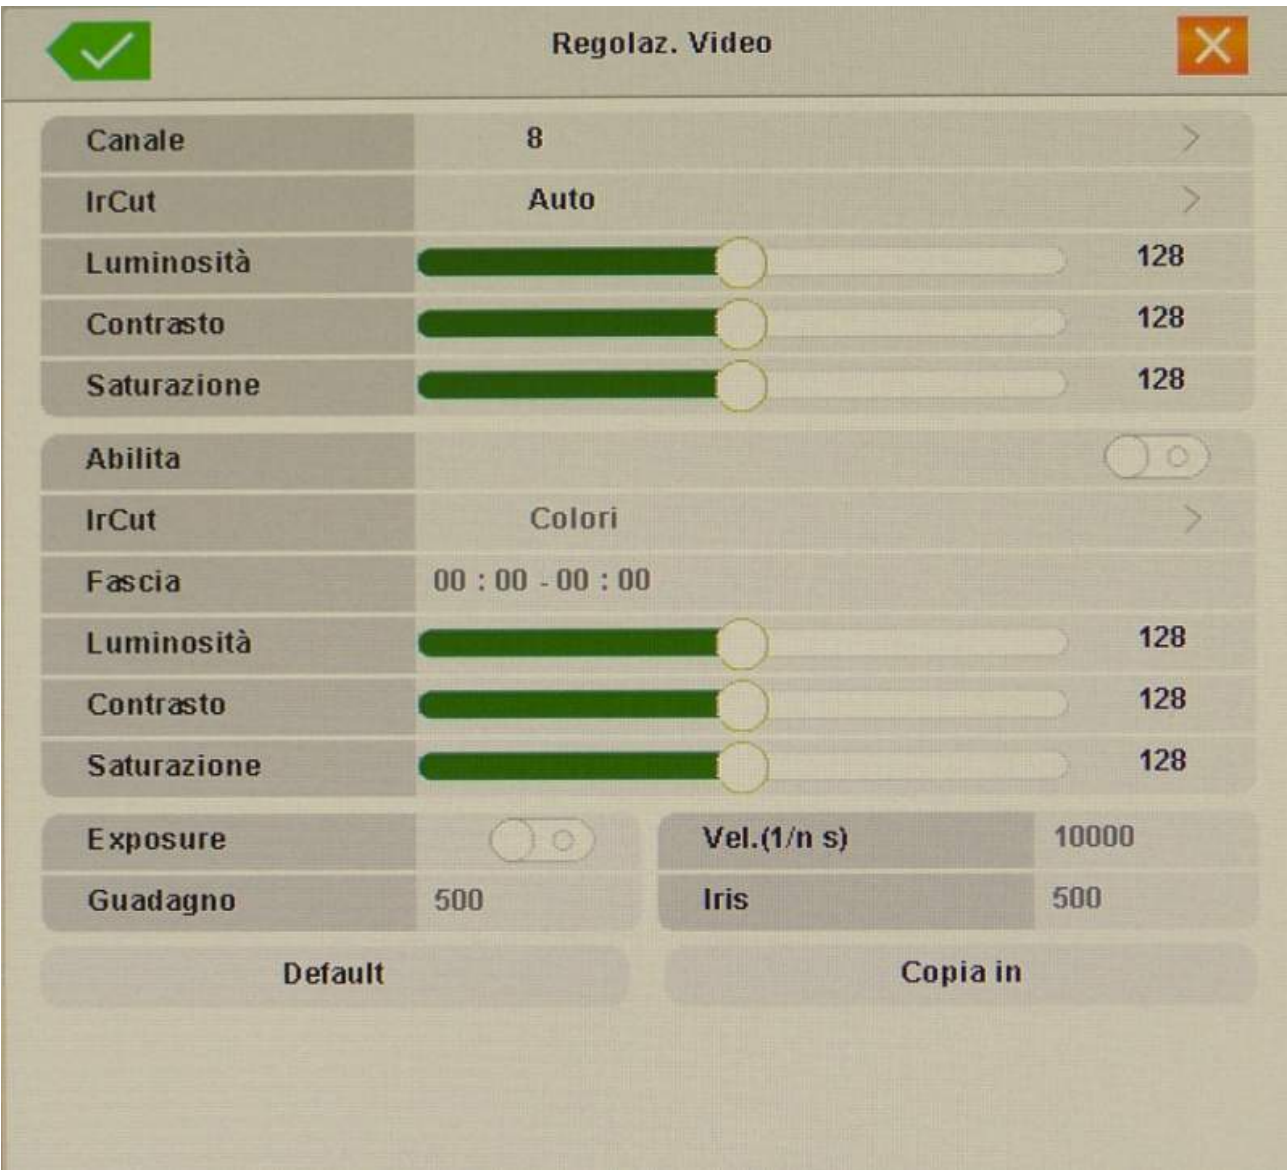 Regolaz. Video
Canale 8
IrCut Auto
Luminosità 128
Contrasto 128
Saturazione 128
Abilita
IrCut Colori
Fascia 00 : 00 - 00 : 00
Luminosità 128
Contrasto 128
Saturazione 128
Exposure Vel.(1/n s) 10000
Guadagno 500 Iris 500
Default Copia in